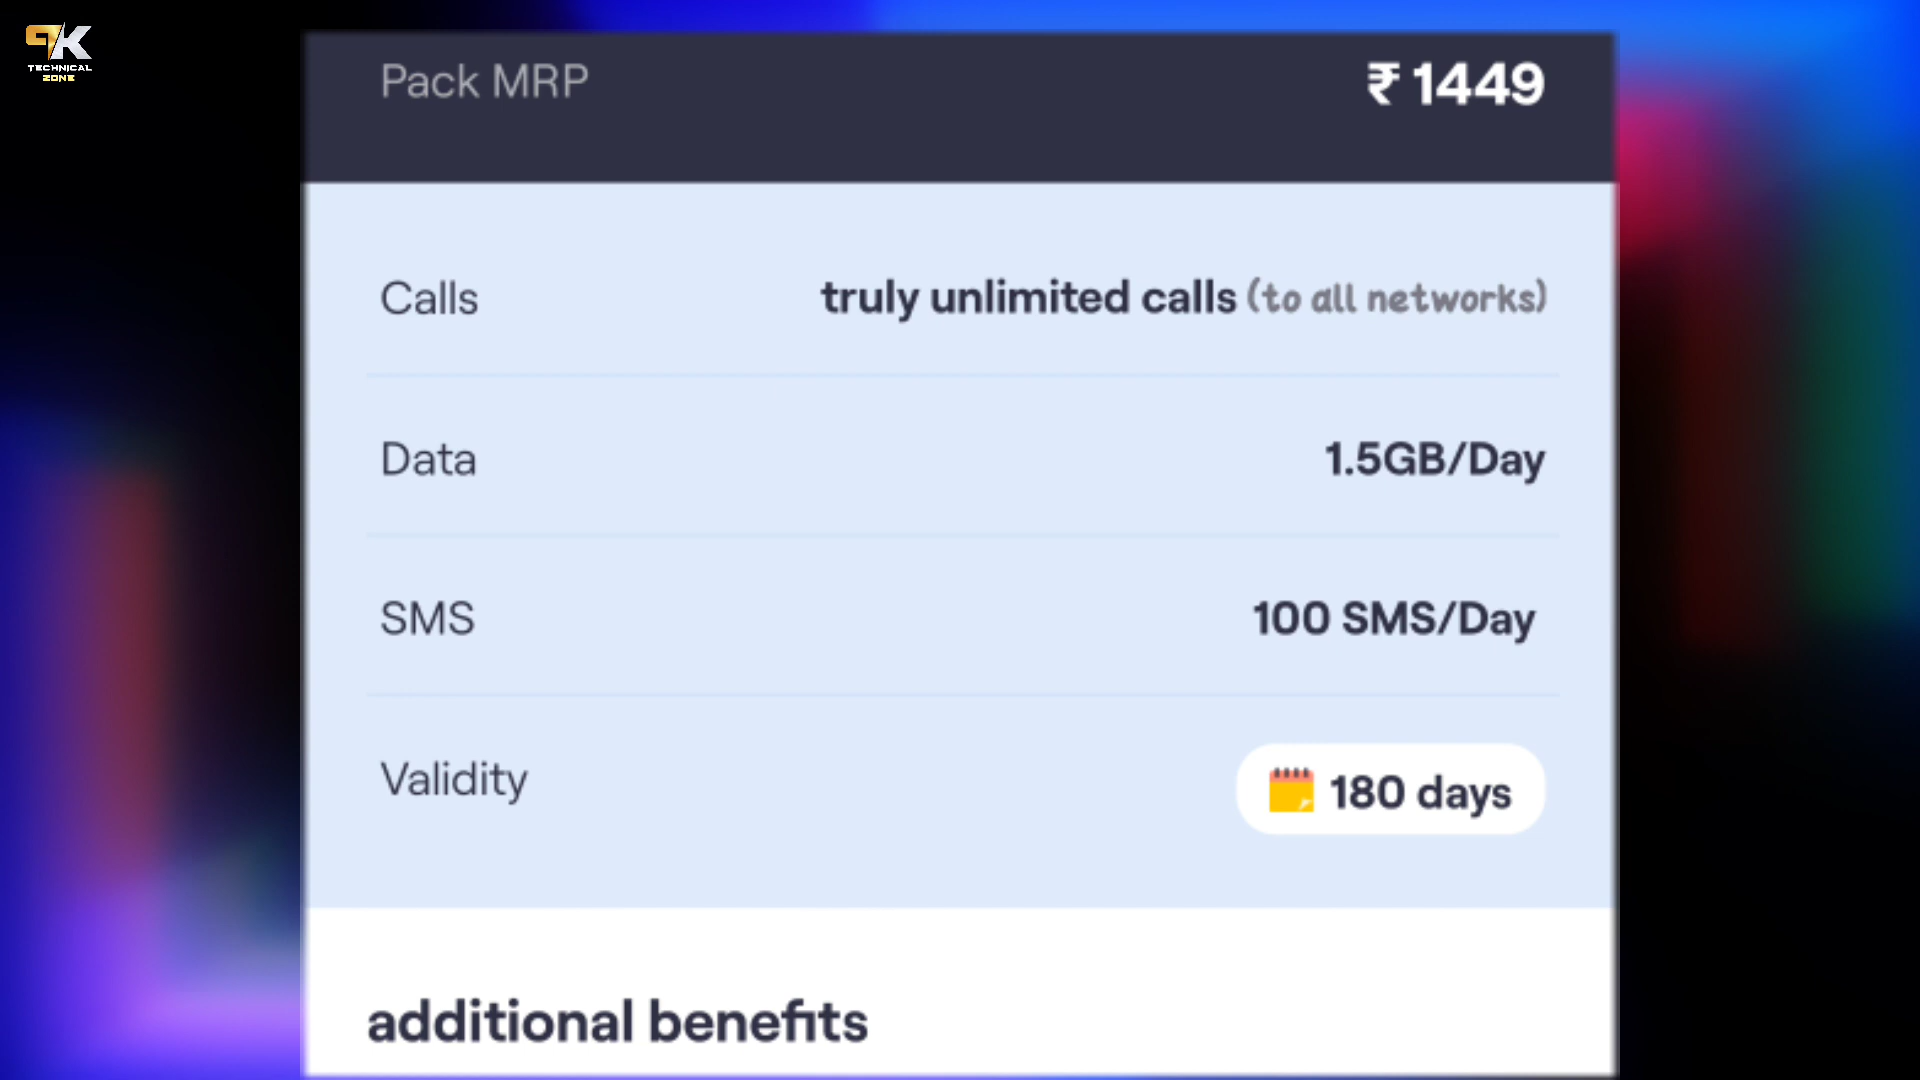 PK
TECHNICAL
ZONE
Pack MRP ₹ 1449
Calls truly unlimited calls (to all networks)
Data 1.5GB/Day
SMS 100 SMS/Day
Validity 180 days
additional benefits